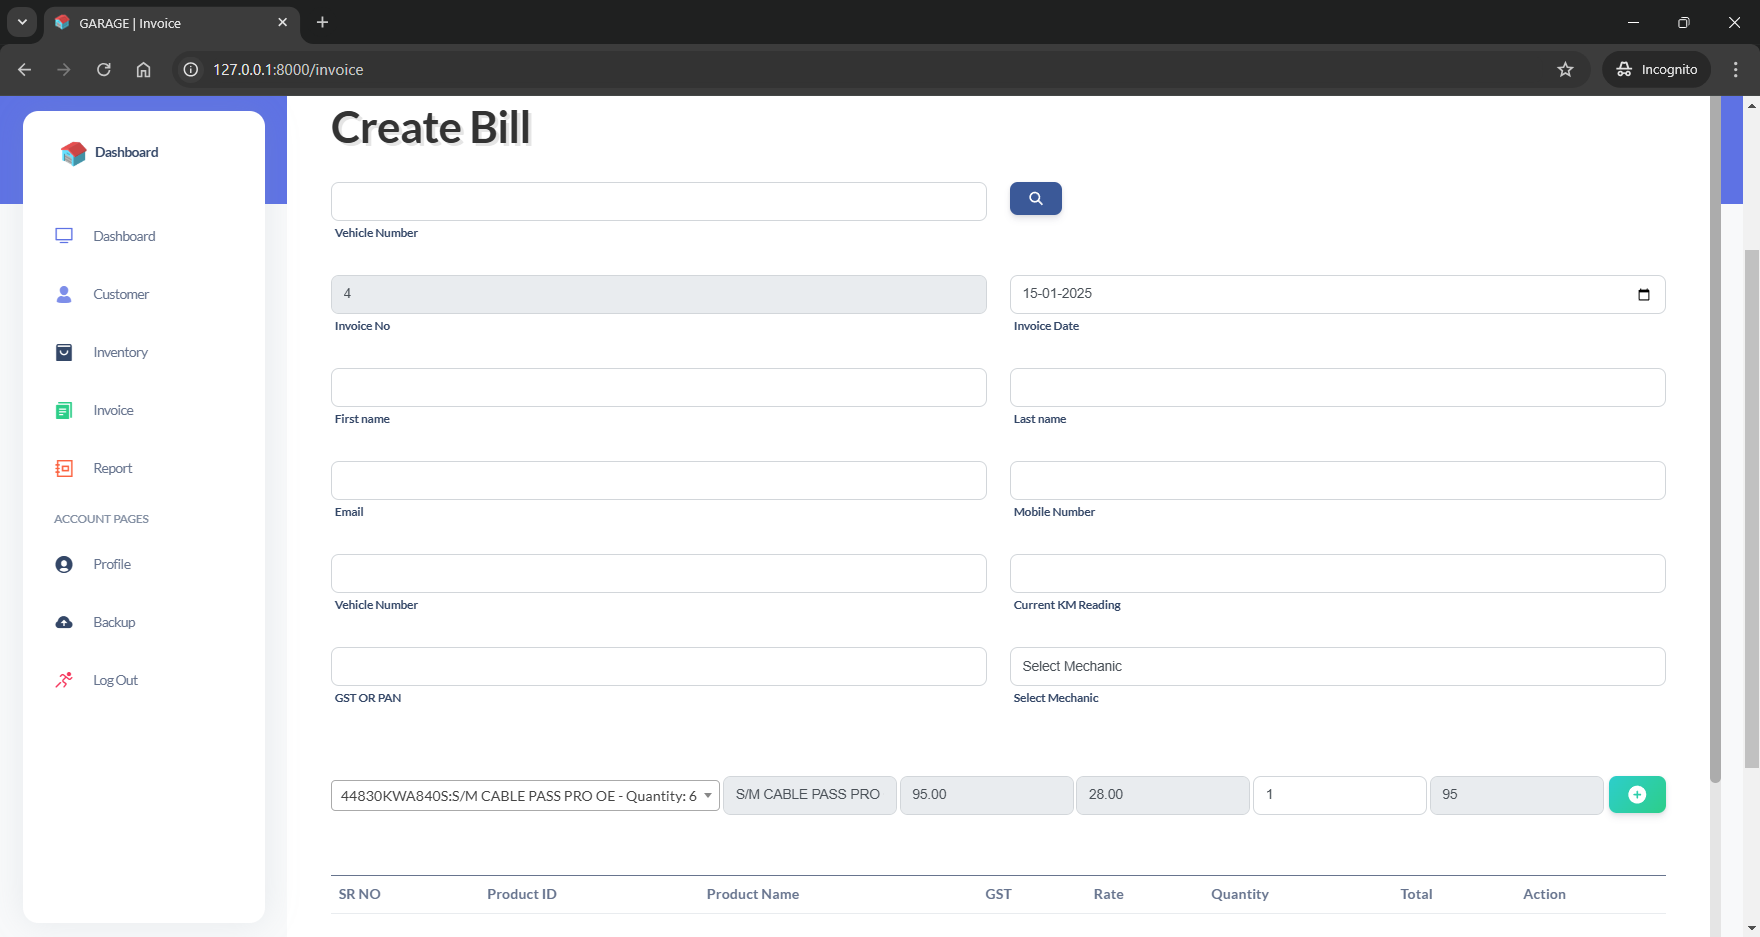 GARAGE | Invoice
127.0.0.1:8000/invoice
Incognito
Dashboard
Dashboard
Customer
Inventory
Invoice
Report
ACCOUNT PAGES
Profile
Backup
Log Out
Create Bill
Vehicle Number
4
15-01-2025
Invoice No
Invoice Date
First name
Last name
Email
Mobile Number
Vehicle Number
Current KM Reading
Select Mechanic
GST OR PAN
Select Mechanic
44830KWA840S:S/M CABLE PASS PRO OE - Quantity: 6
S/M CABLE PASS PRO
95.00
28.00
1
95
SR NO Product ID Product Name GST Rate Quantity Total Action